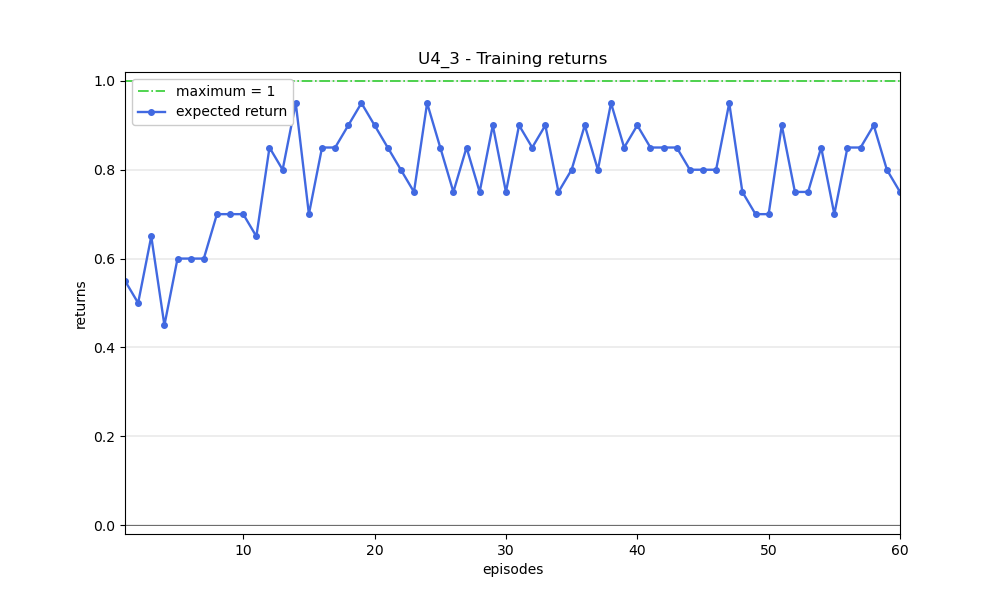 U4_3 - Training returns
maximum = 1
expected return
1.0
0.8
0.6
0.4
0.2
0.0
returns
10 20 30 40 50 60
episodes